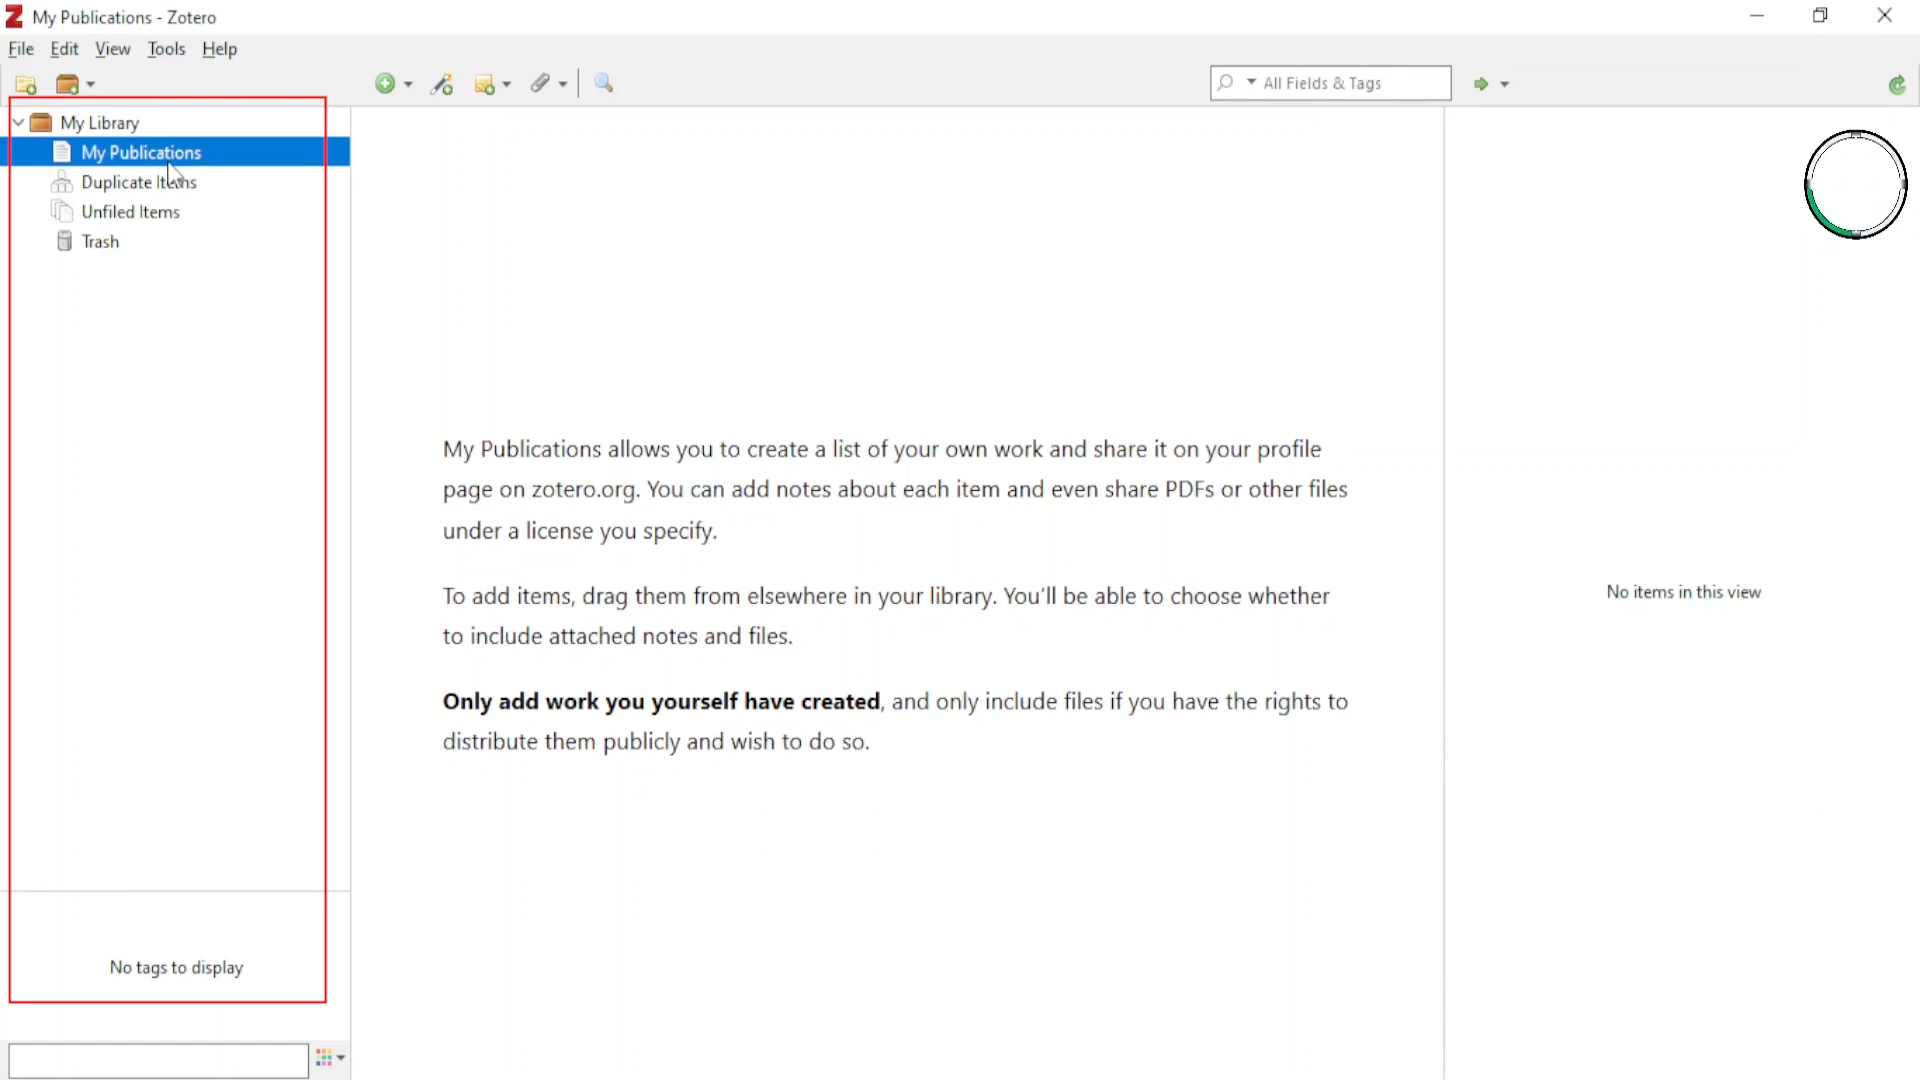 My Publications - Zotero
File Edit View Tools Help
All Fields & Tags
My Library
My Publications
Duplicate Items
Unfiled Items
Trash
My Publications allows you to create a list of your own work and share it on your profile
page on zotero.org. You can add notes about each item and even share PDFs or other files
under a license you specify.
To add items, drag them from elsewhere in your library. You'll be able to choose whether
to include attached notes and files.
Only add work you yourself have created, and only include files if you have the rights to
distribute them publicly and wish to do so.
No items in this view
No tags to display